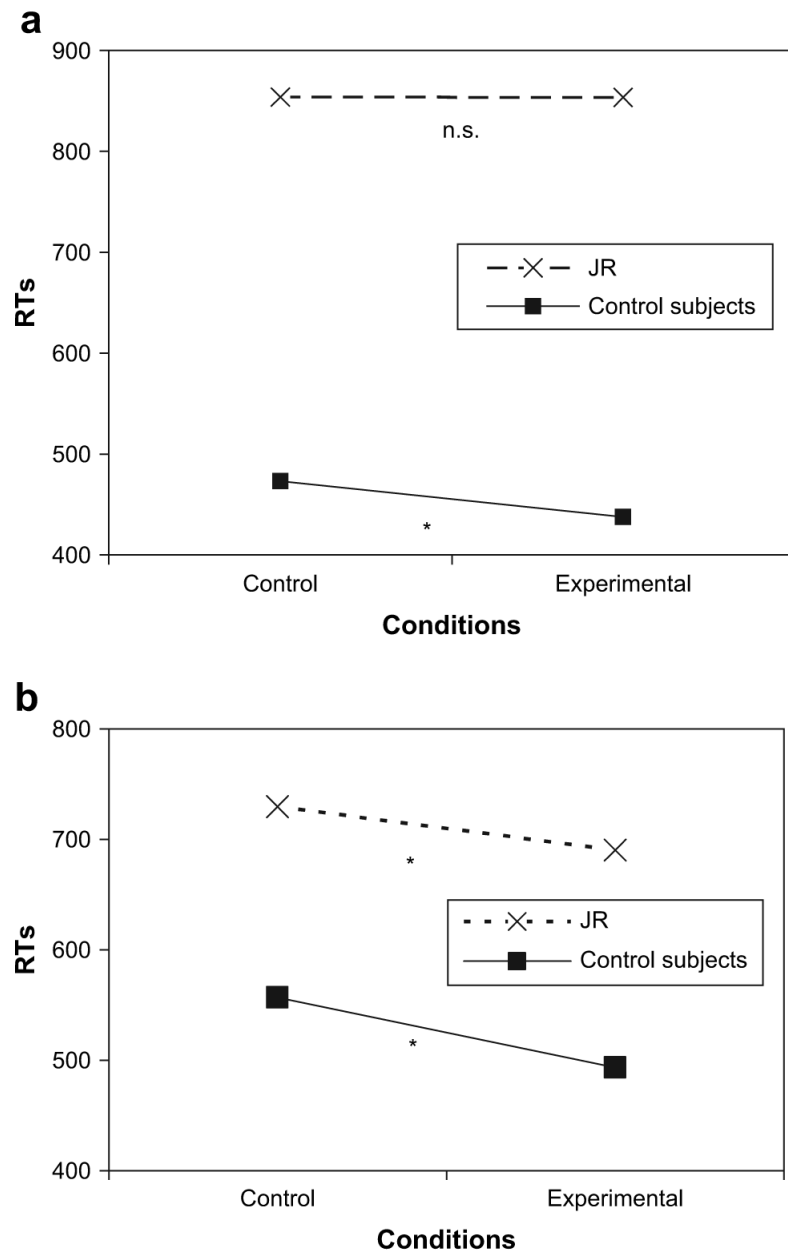 a
900
800
700
600
500
400
RTs
n.s.
JR
Control subjects
*
Control
Experimental
Conditions
b
800
700
600
500
400
RTs
*
JR
Control subjects
*
Control
Experimental
Conditions